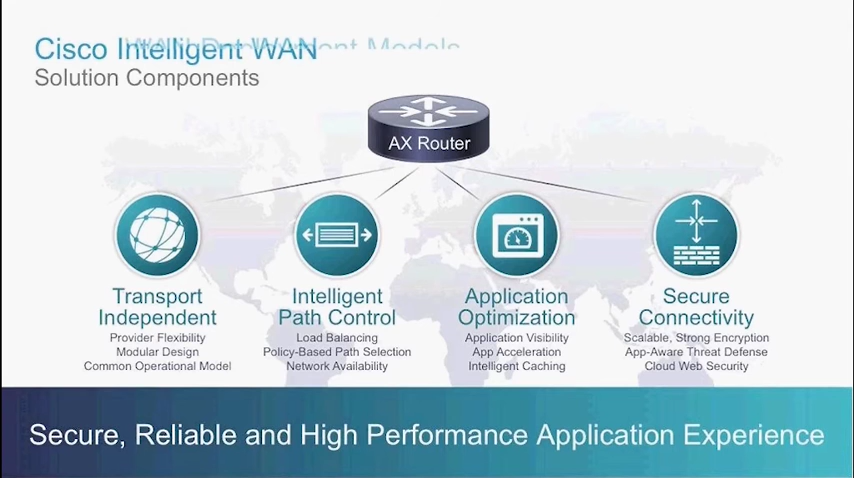 Cisco Intelligent WAN
Solution Components
AX Router
Transport
Independent
Provider Flexibility
Modular Design
Common Operational Model
Intelligent
Path Control
Load Balancing
Policy-Based Path Selection
Network Availability
Application
Optimization
Application Visibility
App Acceleration
Intelligent Caching
Secure
Connectivity
Scalable, Strong Encryption
App-Aware Threat Defense
Cloud Web Security
Secure, Reliable and High Performance Application Experience